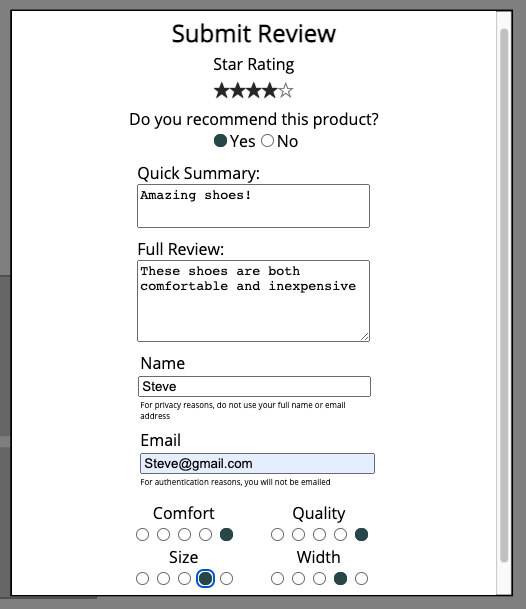 Submit Review
Star Rating
Do you recommend this product?
Yes No
Quick Summary:
Amazing shoes!
Full Review:
These shoes are both
comfortable and inexpensive
Name
Steve
For privacy reasons, do not use your full name or email
address
Email
Steve@gmail.com
For authentication reasons, you will not be emailed
Comfort Quality
Size Width